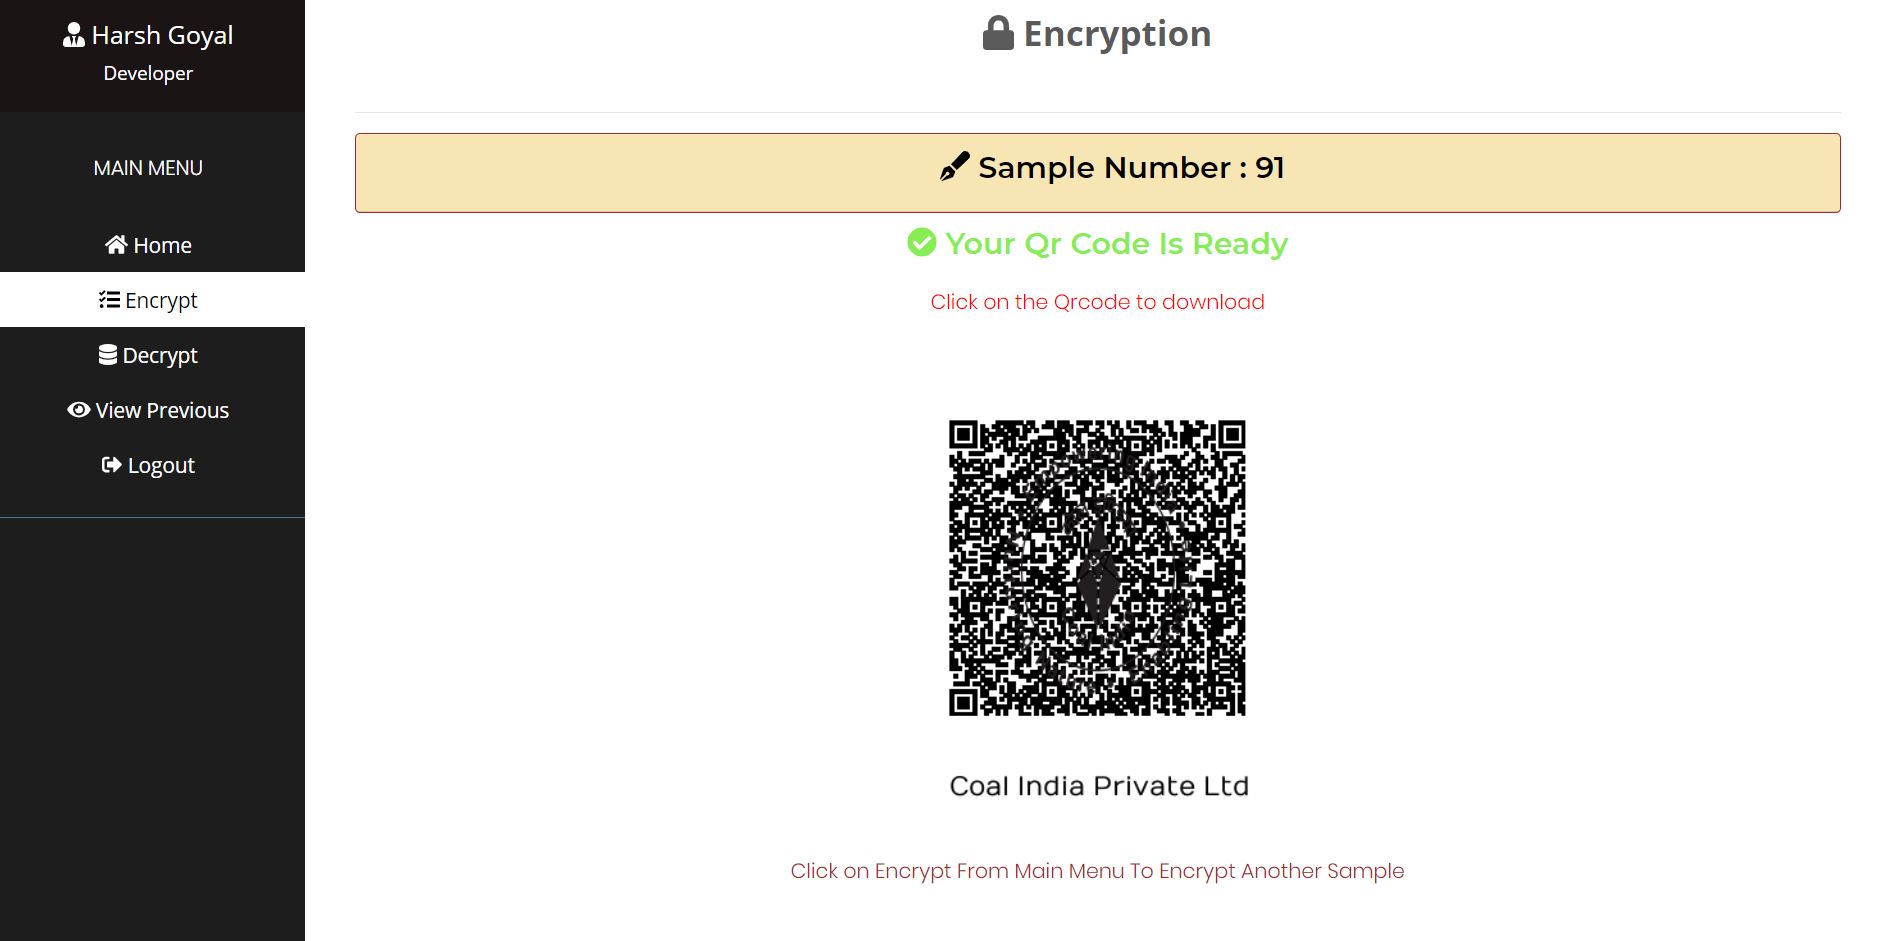 Harsh Goyal
Developer
MAIN MENU
Home
Encrypt
Decrypt
View Previous
Logout
Encryption
Sample Number : 91
Your Qr Code Is Ready
Click on the Qrcode to download
Coal India Private Ltd
Click on Encrypt From Main Menu To Encrypt Another Sample